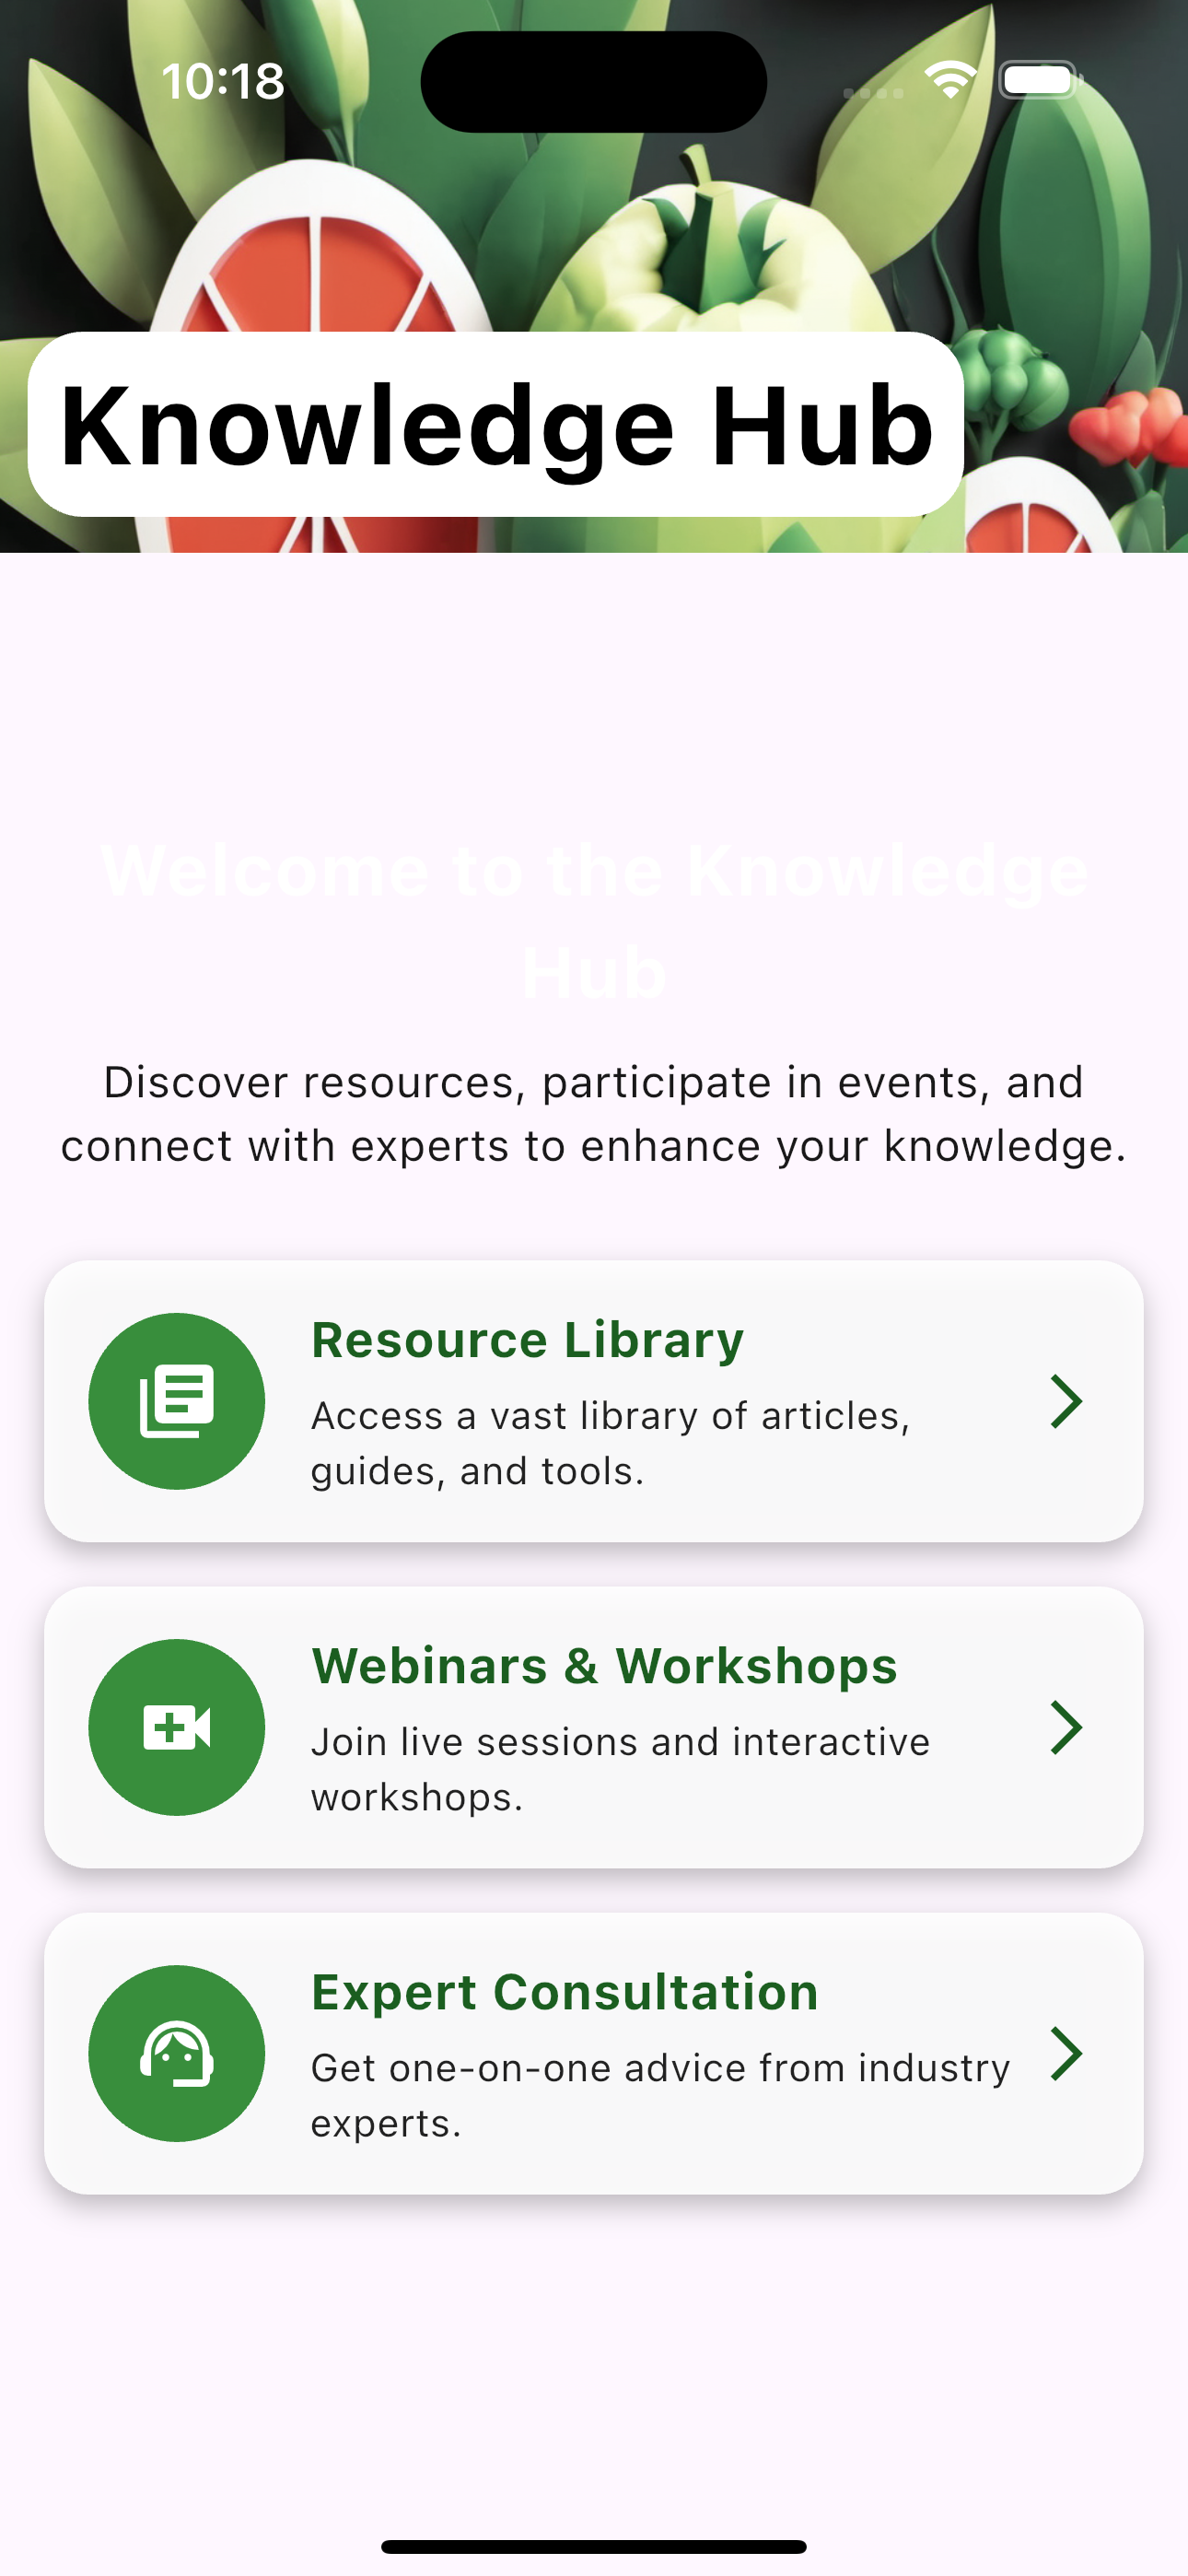 10:18
Knowledge Hub
Welcome to the Knowledge
Hub
Discover resources, participate in events, and
connect with experts to enhance your knowledge.
Resource Library
Access a vast library of articles,
guides, and tools.
Webinars & Workshops
Join live sessions and interactive
workshops.
Expert Consultation
Get one-on-one advice from industry
experts.